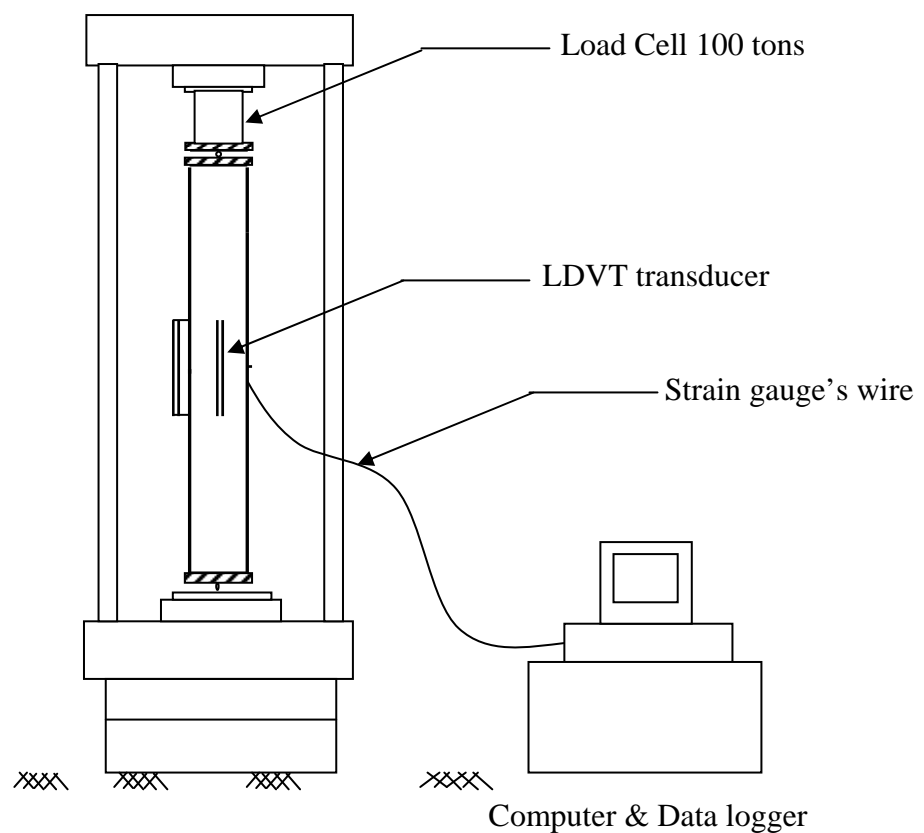 Load Cell 100 tons
LDVT transducer
Strain gauge's wire
Computer & Data logger